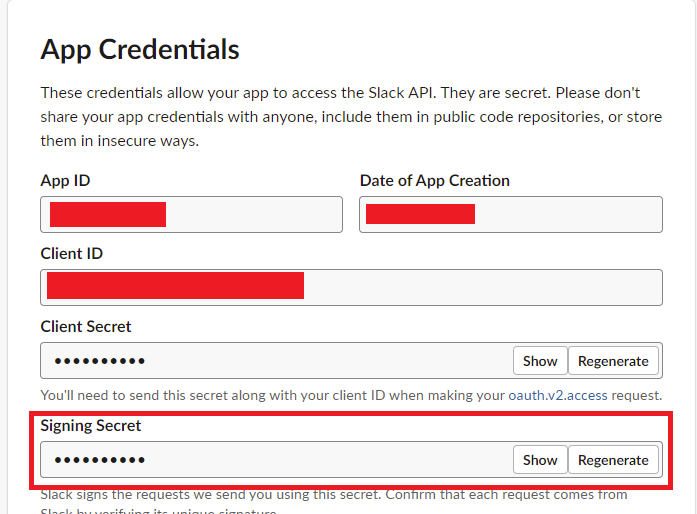 App Credentials
These credentials allow your app to access the Slack API. They are secret. Please don't
share your app credentials with anyone, include them in public code repositories, or store
them in insecure ways.
App ID
Date of App Creation
Client ID
Client Secret
●●●●●●●●●●
Show
Regenerate
You'll need to send this secret along with your client ID when making your oauth.v2.access request.
Signing Secret
●●●●●●●●●●
Show
Regenerate
Slack signs the requests we send you using this secret. Confirm that each request comes from
Slack by verifying its unique signature.